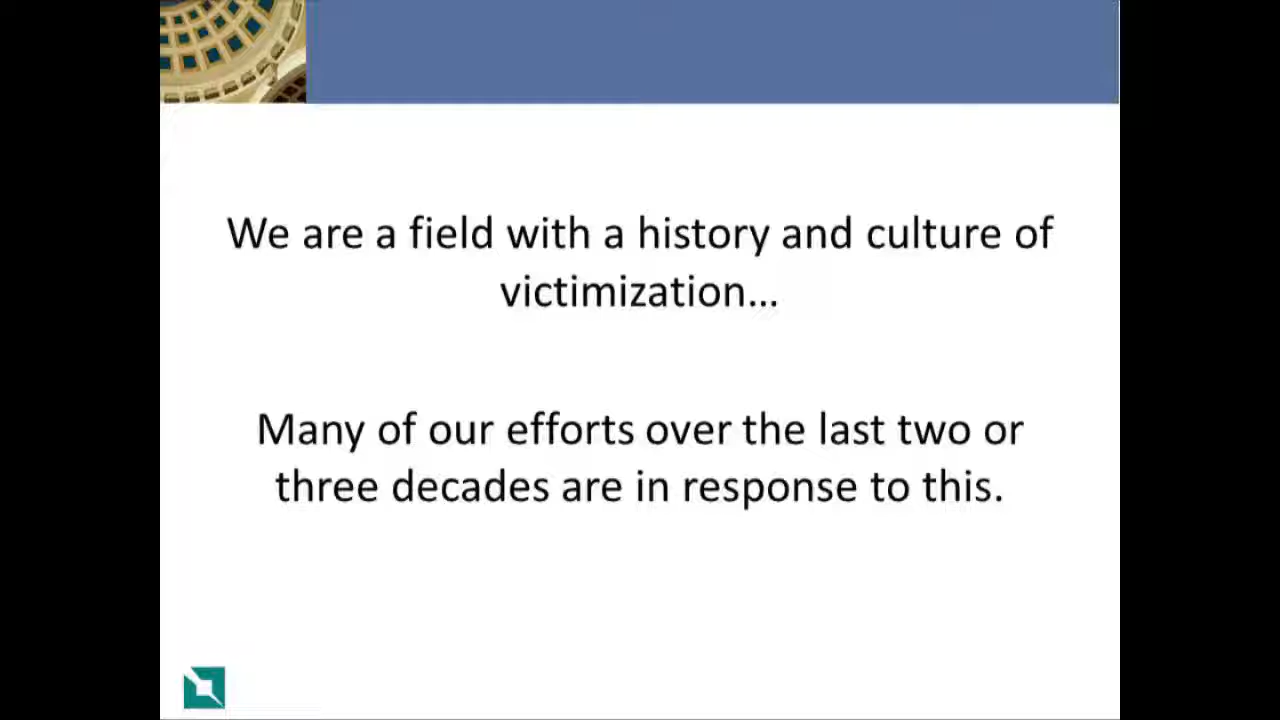 We are a field with a history and culture of
victimization…
Many of our efforts over the last two or
three decades are in response to this.